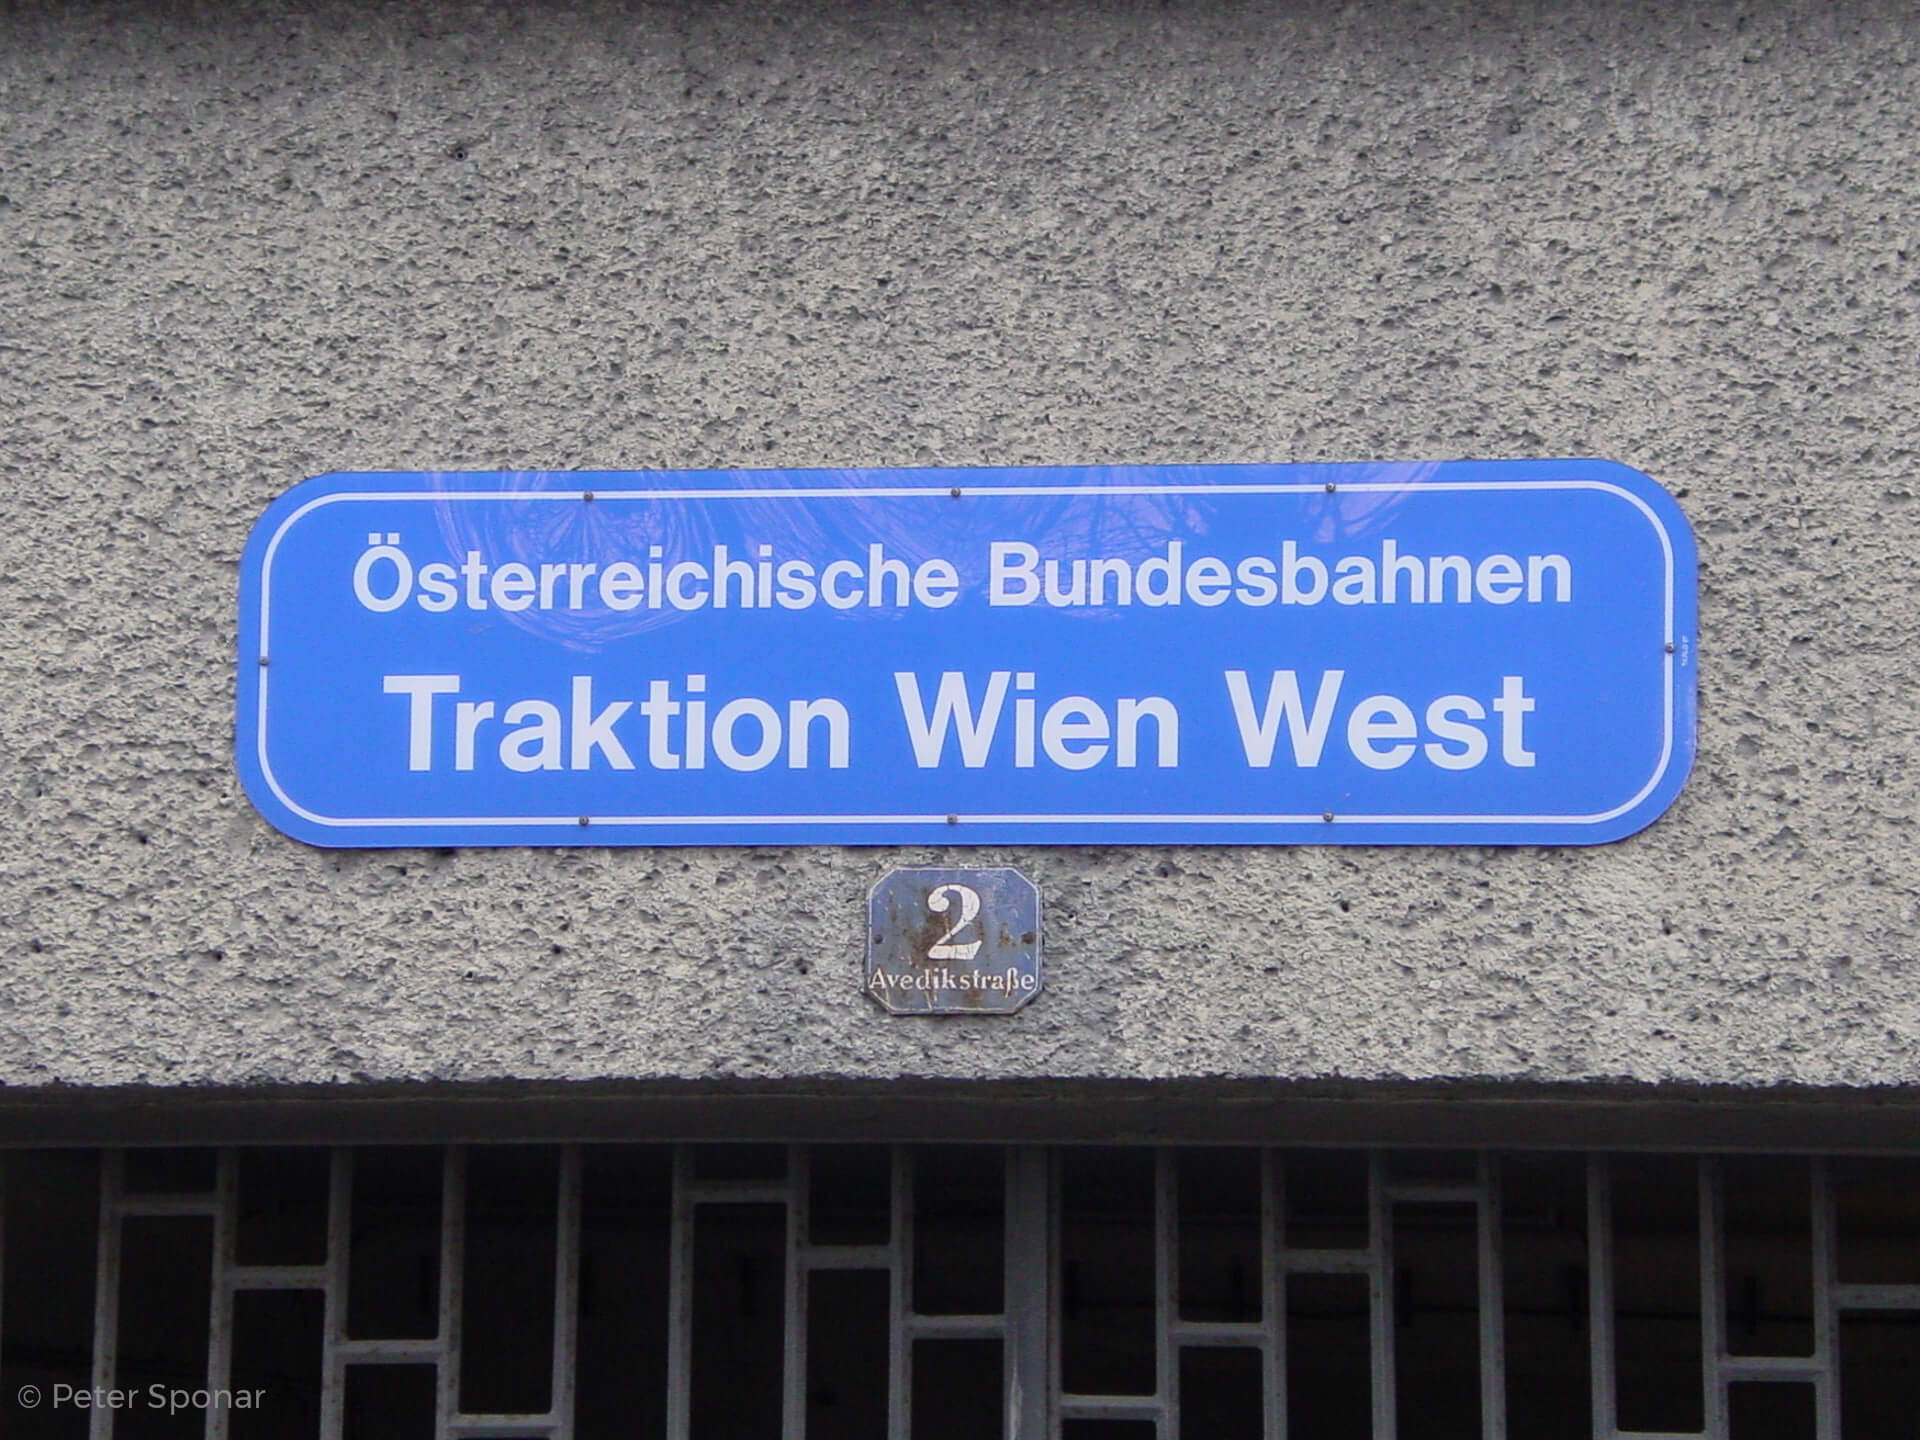 Österreichische Bundesbahnen
Traktion Wien West
2
Avedikstraße
© Peter Sponar